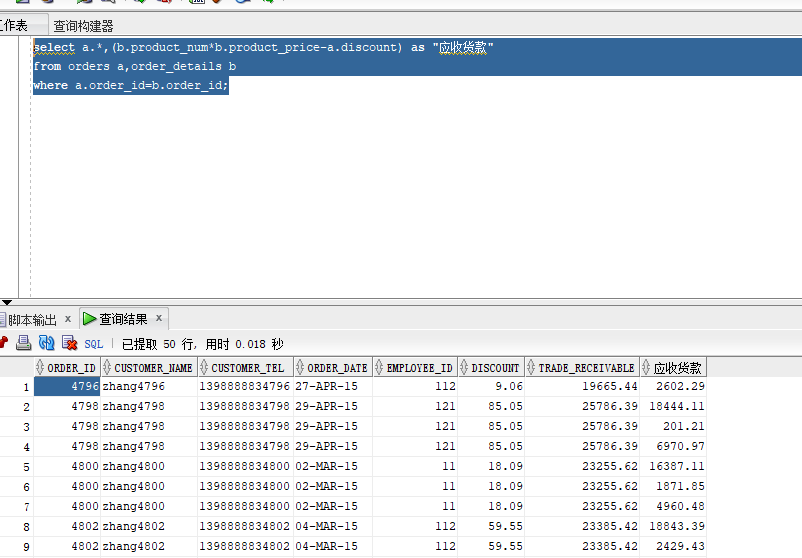 工作表 查询构建器
select a.*,(b.product_num*b.product_price-a.discount) as "应收货款"
from orders a,order_details b
where a.order_id=b.order_id;
脚本输出 x 查询结果 x
SQL | 已提取 50 行, 用时 0.018 秒
ORDER_ID CUSTOMER_NAME CUSTOMER_TEL ORDER_DATE EMPLOYEE_ID DISCOUNT TRADE_RECEIVABLE 应收货款
1 4796 zhang4796 1398888834796 27-APR-15 112 9.06 19665.44 2602.29
2 4798 zhang4798 1398888834798 29-APR-15 121 85.05 25786.39 18444.11
3 4798 zhang4798 1398888834798 29-APR-15 121 85.05 25786.39 201.21
4 4798 zhang4798 1398888834798 29-APR-15 121 85.05 25786.39 6970.97
5 4800 zhang4800 1398888834800 02-MAR-15 11 18.09 23255.62 16387.11
6 4800 zhang4800 1398888834800 02-MAR-15 11 18.09 23255.62 1871.85
7 4800 zhang4800 1398888834800 02-MAR-15 11 18.09 23255.62 4960.48
8 4802 zhang4802 1398888834802 04-MAR-15 112 59.55 23385.42 18843.39
9 4802 zhang4802 1398888834802 04-MAR-15 112 59.55 23385.42 2429.43